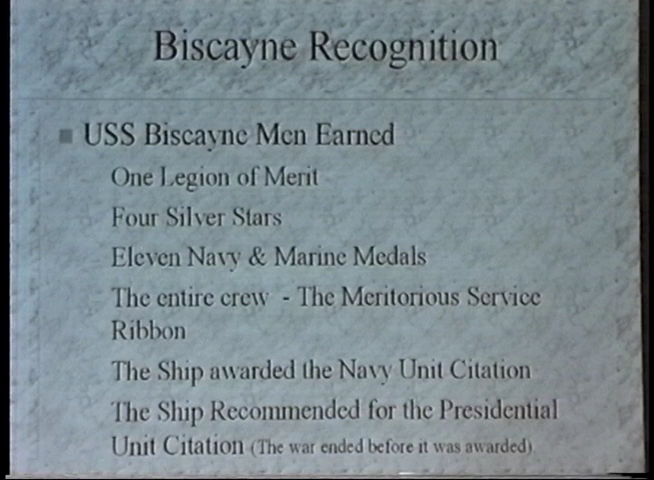 Biscayne Recognition
USS Biscayne Men Earned
One Legion of Merit
Four Silver Stars
Eleven Navy & Marine Medals
The entire crew - The Meritorious Service
Ribbon
The Ship awarded the Navy Unit Citation
The Ship Recommended for the Presidential
Unit Citation (The war ended before it was awarded)